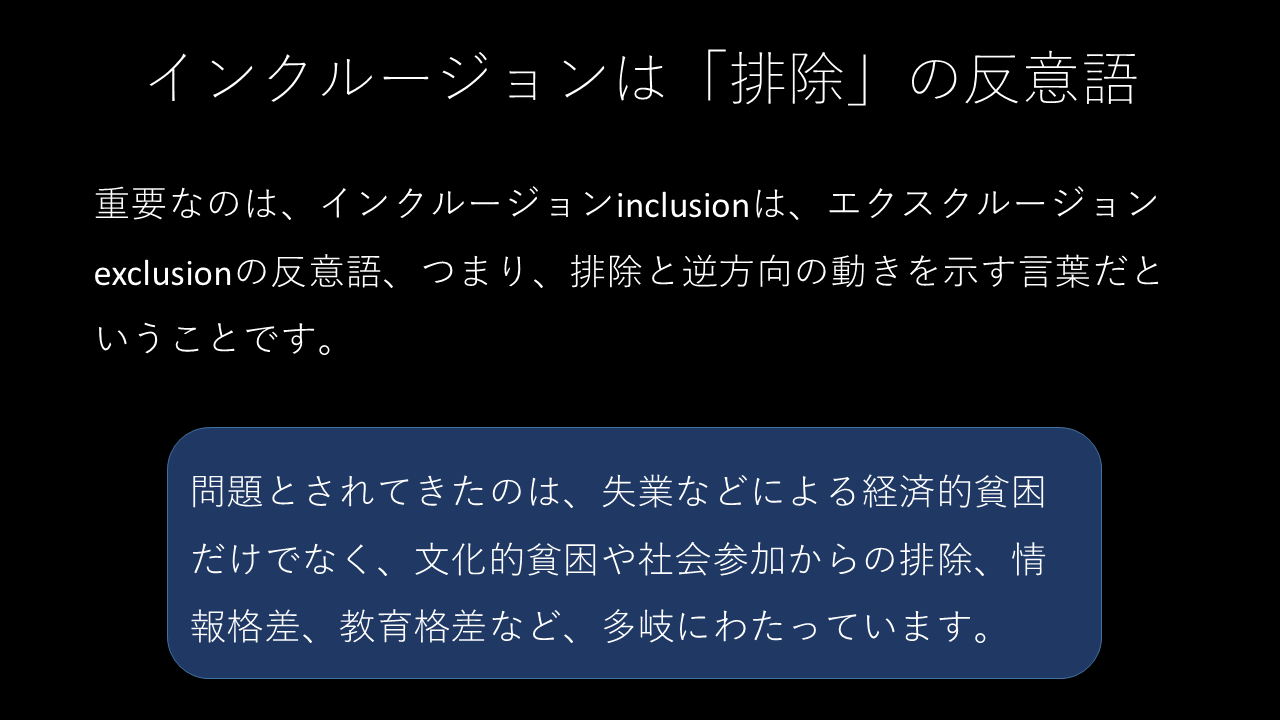 インクルージョンは「排除」の反意語
重要なのは、インクルージョンinclusionは、エクスクルージョン
exclusionの反意語、つまり、排除と逆方向の動きを示す言葉だと
いうことです。
問題とされてきたのは、失業などによる経済的貧困
だけでなく、文化的貧困や社会参加からの排除、情
報格差、教育格差など、多岐にわたっています。